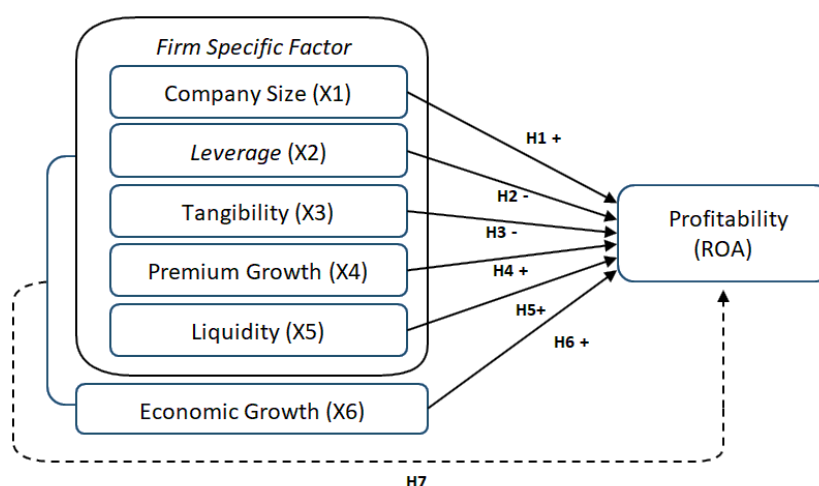 Firm Specific Factor
Company Size (X1)
Leverage (X2)
Tangibility (X3)
Premium Growth (X4)
Liquidity (X5)
Economic Growth (X6)
H1 +
H2 -
H3 -
H4 +
H5+
H6 +
Profitability
(ROA)
H7